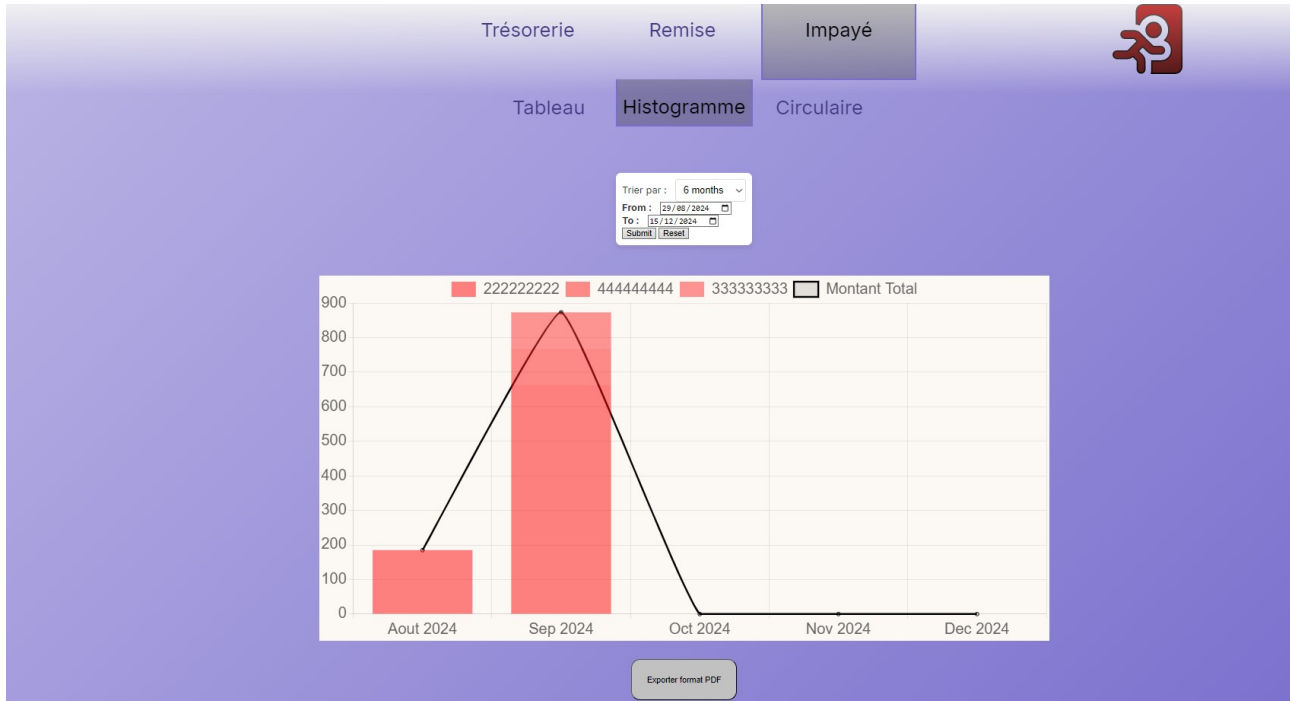 Trésorerie Remise Impayé
Tableau Histogramme Circulaire
Trier par : 6 months
From : 29/08/2024
To : 15/12/2024
Submit Reset
222222222 444444444 333333333 Montant Total
900
800
700
600
500
400
300
200
100
0
Aout 2024 Sep 2024 Oct 2024 Nov 2024 Dec 2024
Exporter format PDF